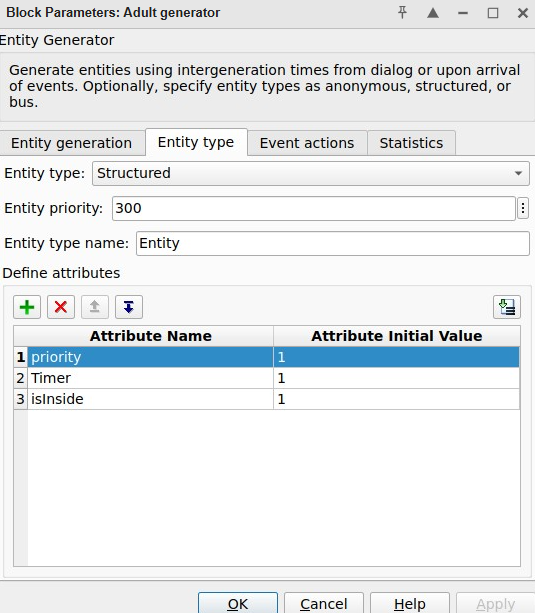 Block Parameters: Adult generator
Entity Generator
Generate entities using intergeneration times from dialog or upon arrival
of events. Optionally, specify entity types as anonymous, structured, or
bus.
Entity generation Entity type Event actions Statistics
Entity type: Structured
Entity priority: 300
Entity type name: Entity
Define attributes
Attribute Name Attribute Initial Value
1 priority 1
2 Timer 1
3 isInside 1
OK Cancel Help Apply